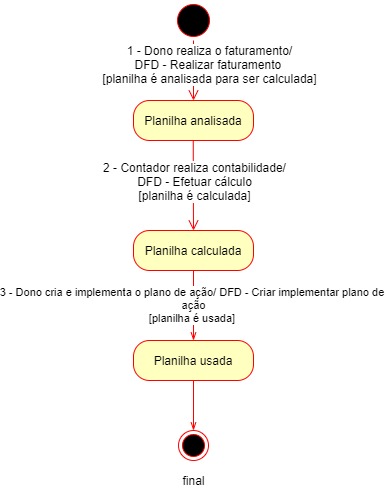 1 - Dono realiza o faturamento/
DFD - Realizar faturamento
[planilha é analisada para ser calculada]
Planilha analisada
2 - Contador realiza contabilidade/
DFD - Efetuar cálculo
[planilha é calculada]
Planilha calculada
3 - Dono cria e implementa o plano de ação/ DFD - Criar implementar plano de
ação
[planilha é usada]
Planilha usada
final